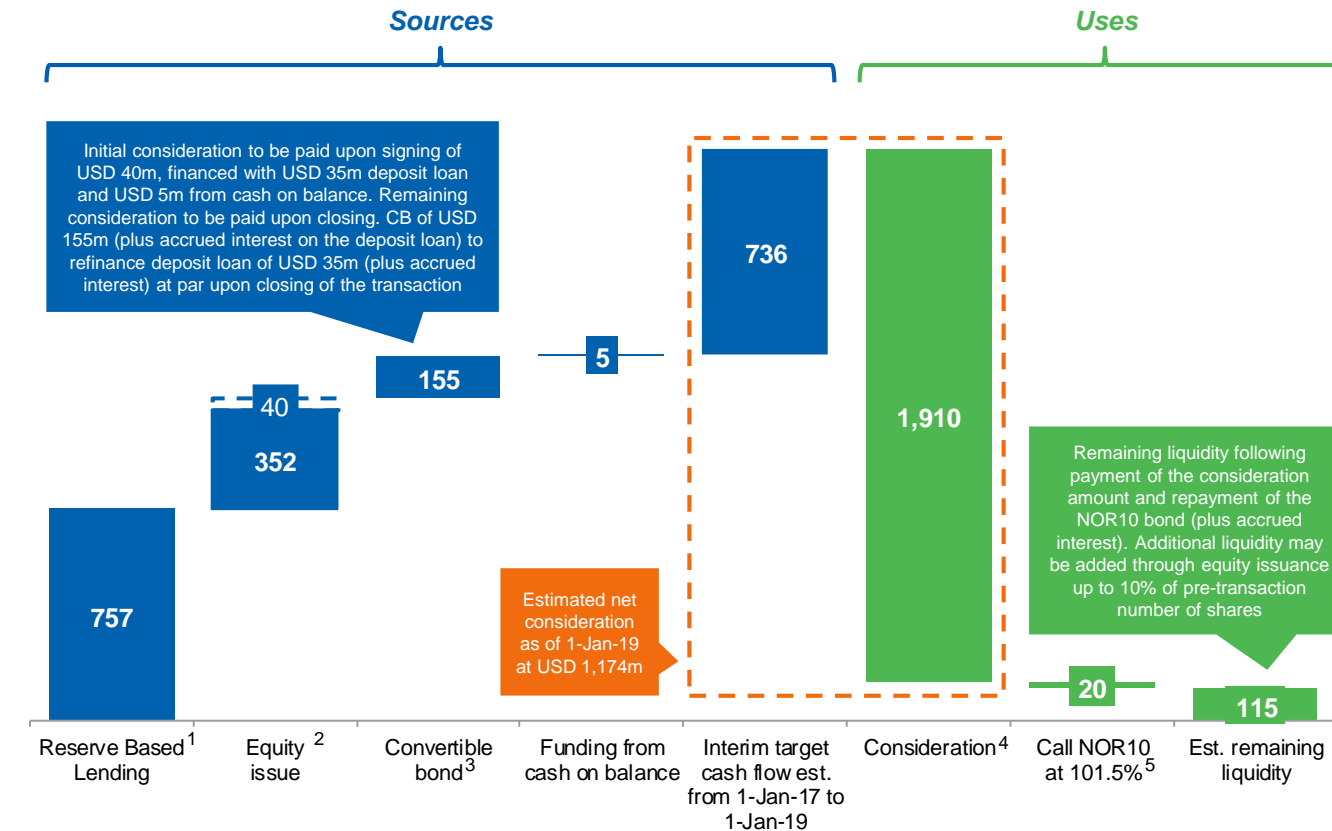 Sources
Uses
Initial consideration to be paid upon signing of
USD 40m, financed with USD 35m deposit loan
and USD 5m from cash on balance. Remaining
consideration to be paid upon closing. CB of USD
155m (plus accrued interest on the deposit loan) to
refinance deposit loan of USD 35m (plus accrued
interest) at par upon closing of the transaction
757
40
352
155
5
736
1,910
Estimated net
consideration
as of 1-Jan-19
at USD 1,174m
Remaining liquidity following
payment of the consideration
amount and repayment of the
NOR10 bond (plus accrued
interest). Additional liquidity may
be added through equity issuance
up to 10% of pre-transaction
number of shares
20
115
Reserve Based1
Lending
Equity 2
issue
Convertible
bond3
Funding from
cash on balance
Interim target
cash flow est.
from 1-Jan-17 to
1-Jan-19
Consideration4
Call NOR10
at 101.5%5
Est. remaining
liquidity